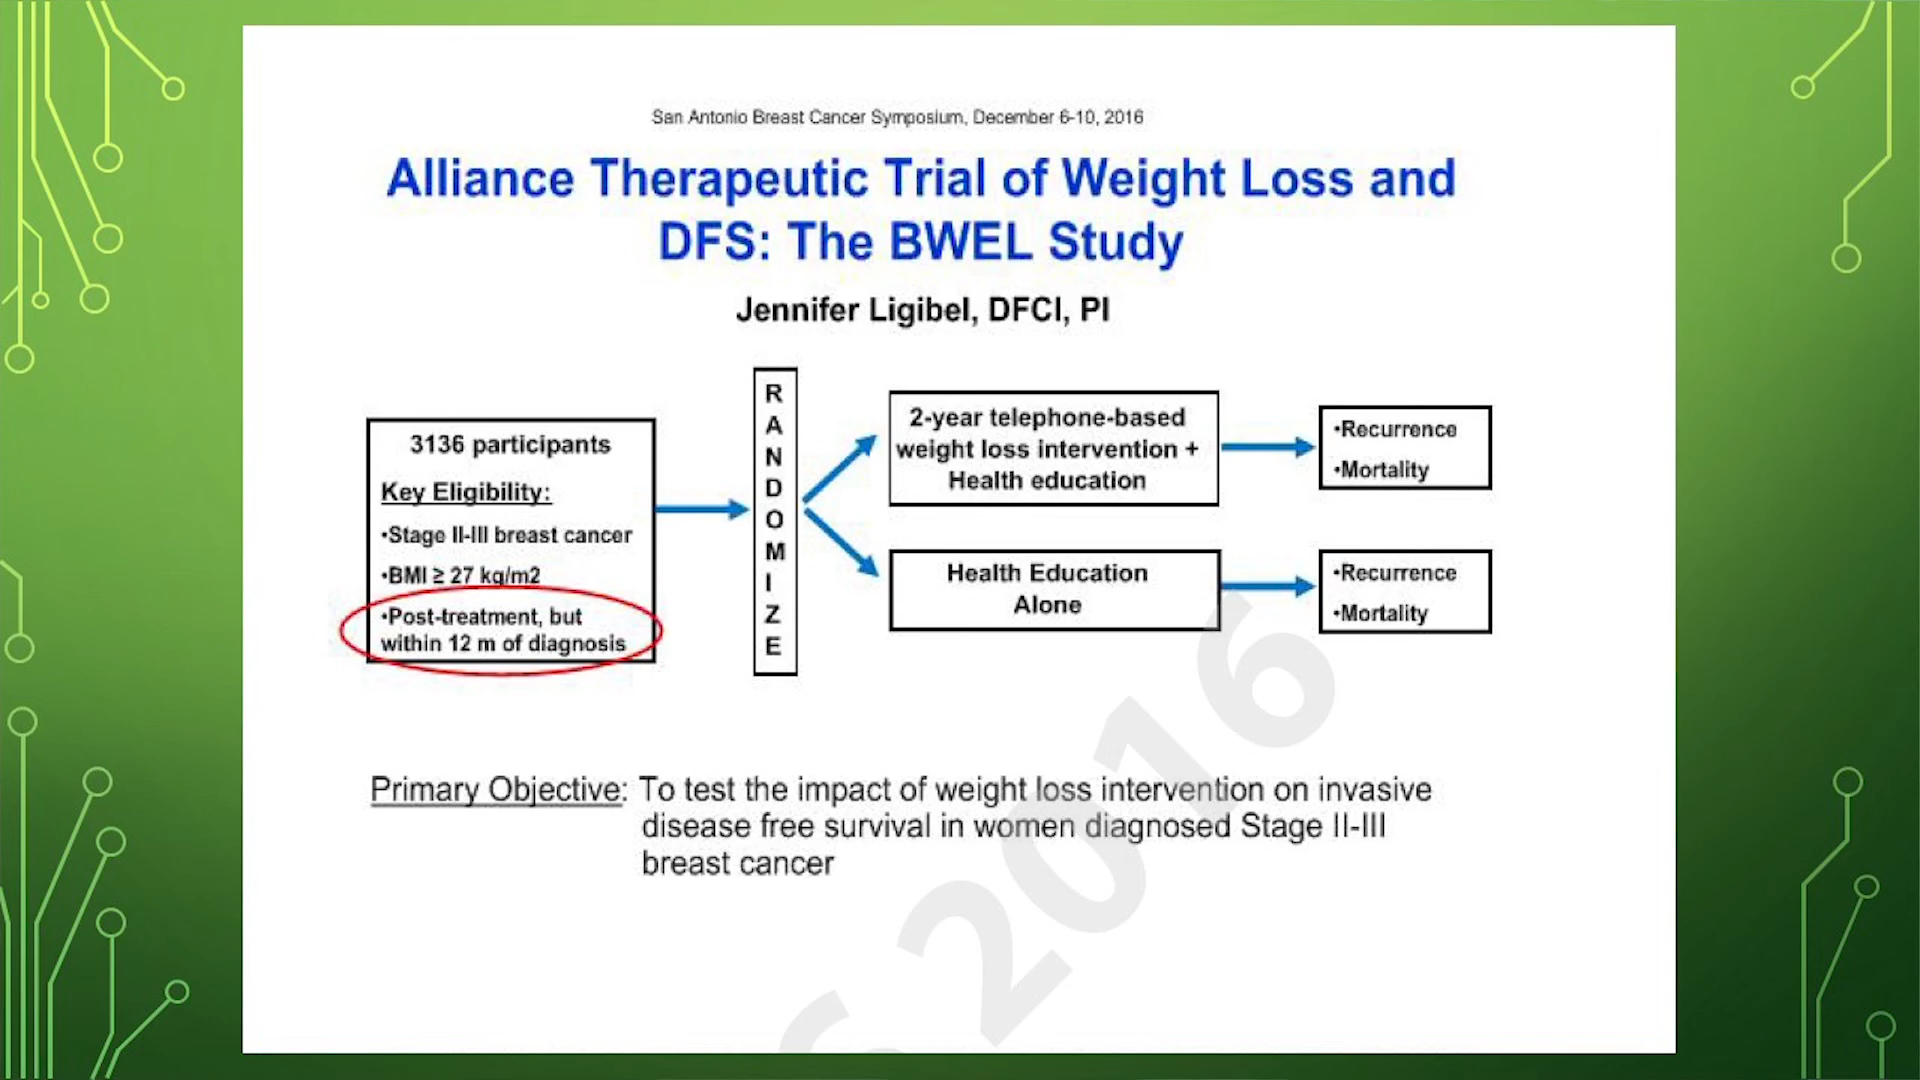 San Antonio Breast Cancer Symposium, December 6-10, 2016
Alliance Therapeutic Trial of Weight Loss and
DFS: The BWEL Study
Jennifer Ligibel, DFCI, PI
3136 participants
Key Eligibility:
•Stage II-III breast cancer
•BMI ≥ 27 kg/m2
•Post-treatment, but
within 12 m of diagnosis
RANDOMIZE
2-year telephone-based
weight loss intervention +
Health education
•Recurrence
•Mortality
Health Education
Alone
•Recurrence
•Mortality
Primary Objective: To test the impact of weight loss intervention on invasive
disease free survival in women diagnosed Stage II-III
breast cancer
S 2016